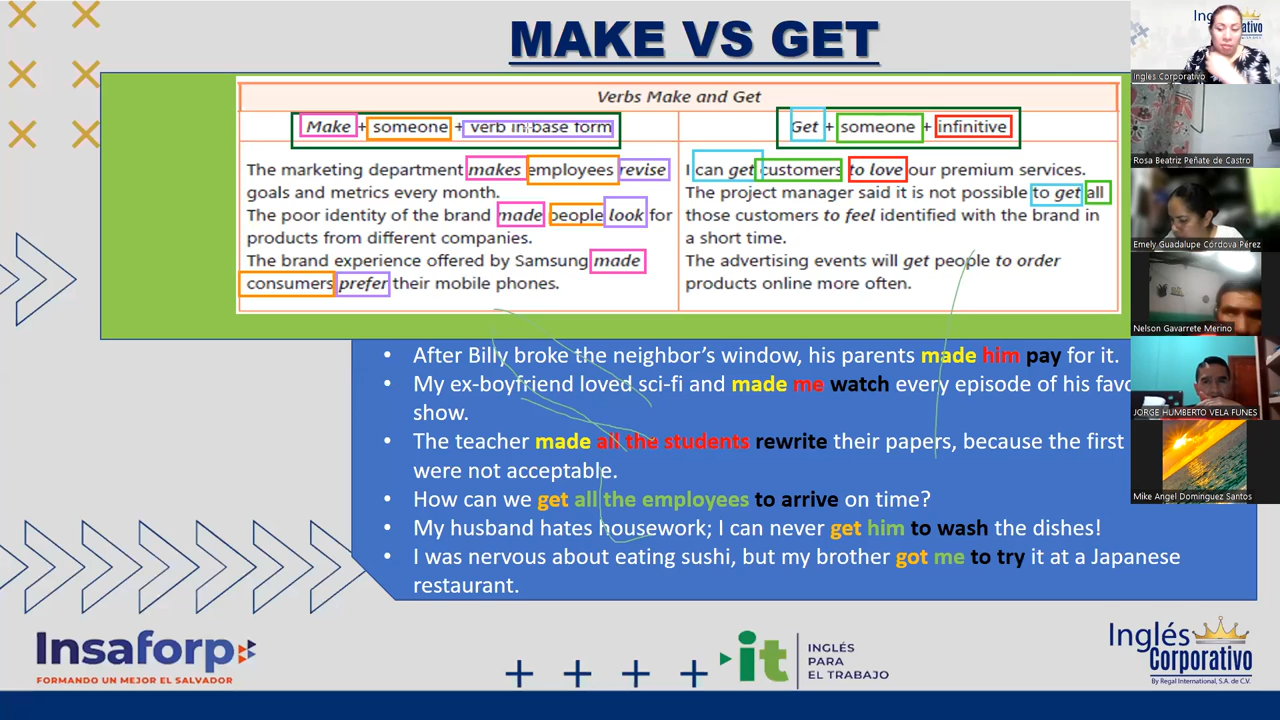 MAKE VS GET
Verbs Make and Get
Make + someone + verb in base form
Get + someone + infinitive
The marketing department makes employees revise
goals and metrics every month.
The poor identity of the brand made people look for
products from different companies.
The brand experience offered by Samsung made
consumers prefer their mobile phones.
I can get customers to love our premium services.
The project manager said it is not possible to get all
those customers to feel identified with the brand in
a short time.
The advertising events will get people to order
products online more often.
• After Billy broke the neighbor’s window, his parents made him pay for it.
• My ex-boyfriend loved sci-fi and made me watch every episode of his favo
show.
• The teacher made all the students rewrite their papers, because the first
were not acceptable.
• How can we get all the employees to arrive on time?
• My husband hates housework; I can never get him to wash the dishes!
• I was nervous about eating sushi, but my brother got me to try it at a Japanese
restaurant.
Insaforp
FORMANDO UN MEJOR EL SALVADOR
it
INGLÉS
PARA
EL TRABAJO
Inglés
Corporativo
By Regal International, S.A. de C.V.
Ingles Corporativo
Rosa Beatriz Peñate de Castro
Emely Guadalupe Córdova Pérez
Nelson Gavarrete Merino
JORGE HUMBERTO VELA FUNES
Mike Angel Dominguez Santos